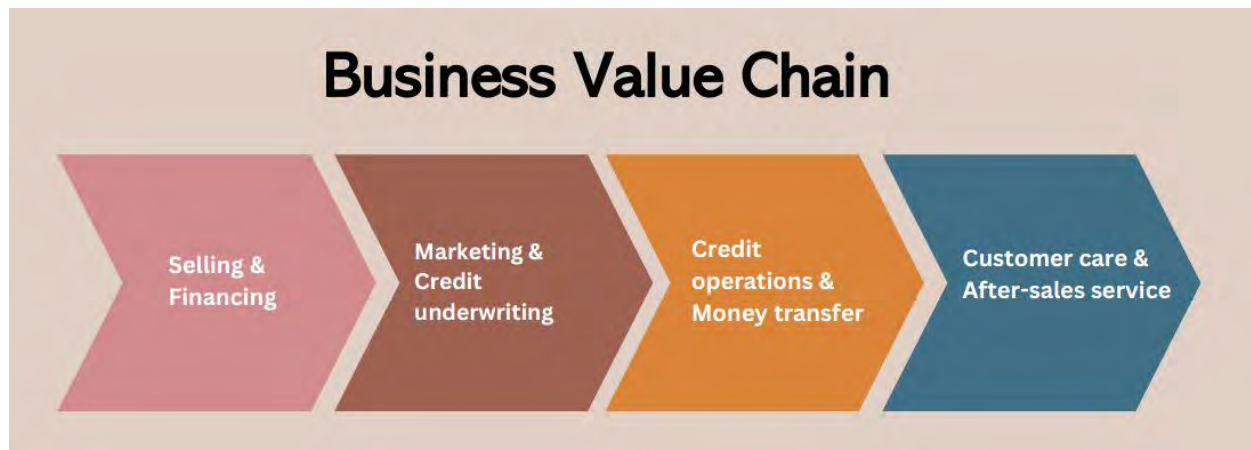 Business Value Chain
Selling &
Financing
Marketing &
Credit
underwriting
Credit
operations &
Money transfer
Customer care &
After-sales service